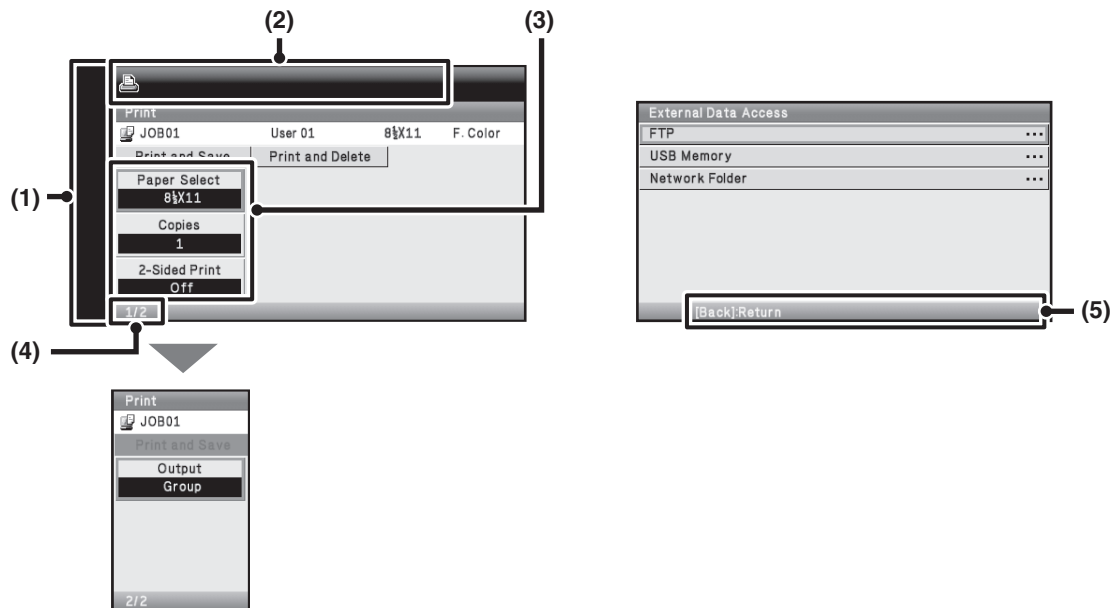 (2)
(3)
Print
JOB01 User 01 8½X11 F. Color
Print and Save Print and Delete
(1)
Paper Select
8½X11
Copies
1
2-Sided Print
Off
1/2
(4)
Print
JOB01
Print and Save
Output
Group
2/2
External Data Access
FTP ...
USB Memory ...
Network Folder ...
[Back]:Return
(5)